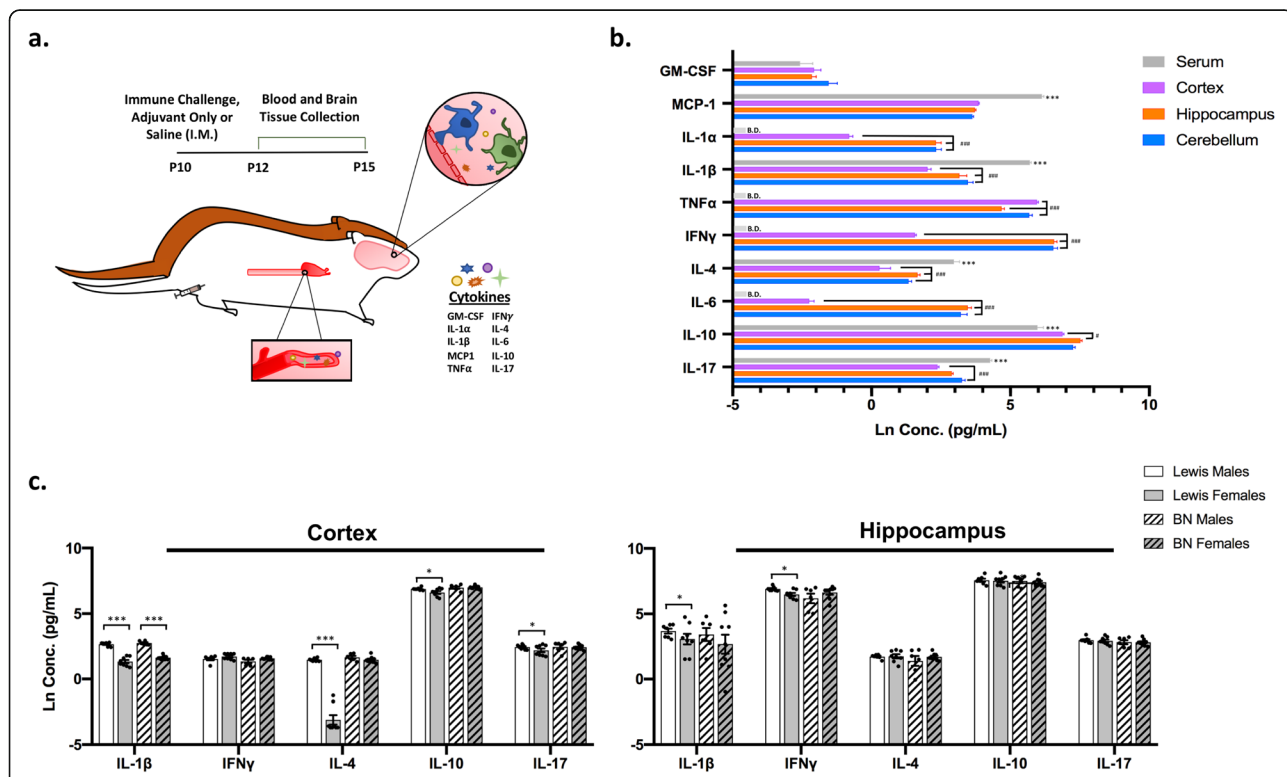 a.
Immune Challenge,
Adjuvant Only or
Saline (I.M.)
Blood and Brain
Tissue Collection
P10
P12
P15
Cytokines
GM-CSF IFNγ
IL-1α IL-4
IL-1β IL-6
MCP1 IL-10
TNFα IL-17
b.
Serum
Cortex
Hippocampus
Cerebellum
GM-CSF
MCP-1
***
IL-1α
B.D.
###
IL-1β
***
###
TNFα
B.D.
###
IFNγ
B.D.
###
IL-4
***
###
IL-6
B.D.
###
IL-10
***
#
IL-17
***
###
-5 0 5 10
Ln Conc. (pg/mL)
c.
Lewis Males
Lewis Females
BN Males
BN Females
Cortex
Ln Conc. (pg/mL)
10
5
0
-5
*** *** *** * *
IL-1β IFNγ IL-4 IL-10 IL-17
Hippocampus
10
5
0
-5
* *
IL-1β IFNγ IL-4 IL-10 IL-17